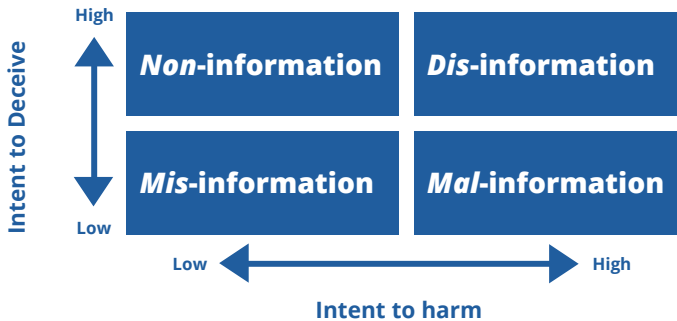 High
Intent to Deceive
Non-information
Dis-information
Mis-information
Mal-information
Low
Low
High
Intent to harm